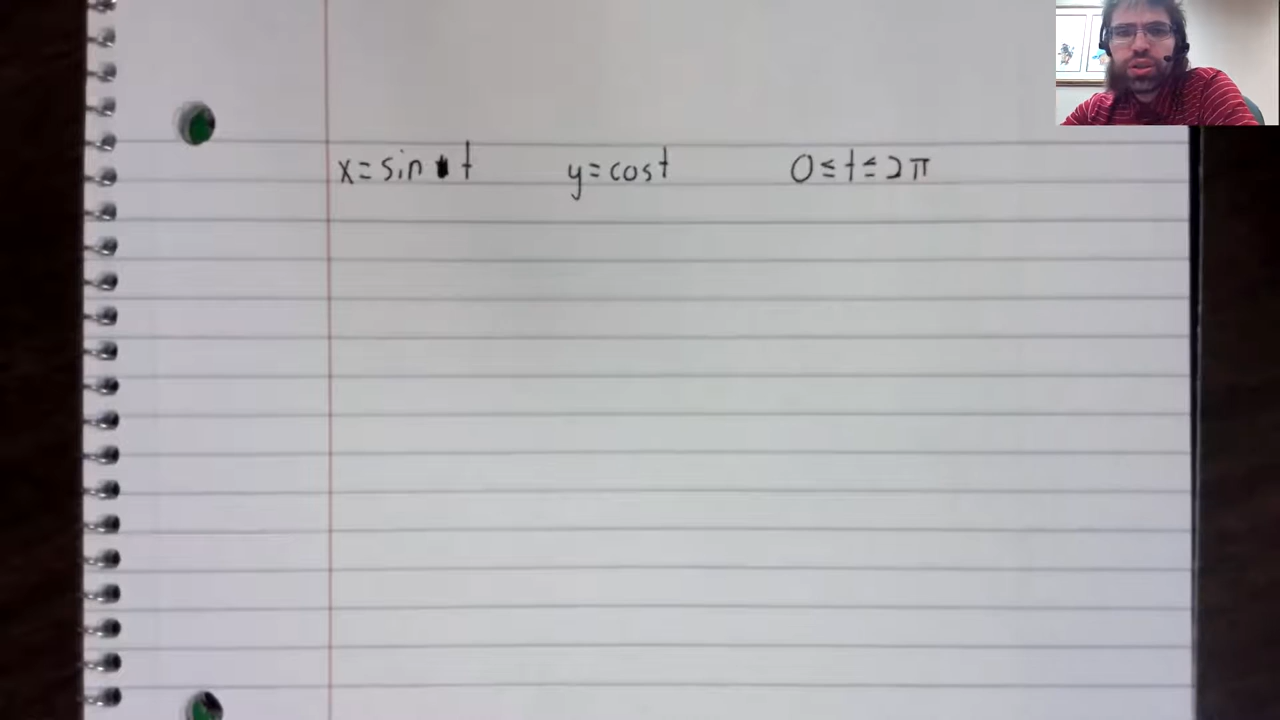 x = sin t y = cos t 0 ≤ t ≤ 2π